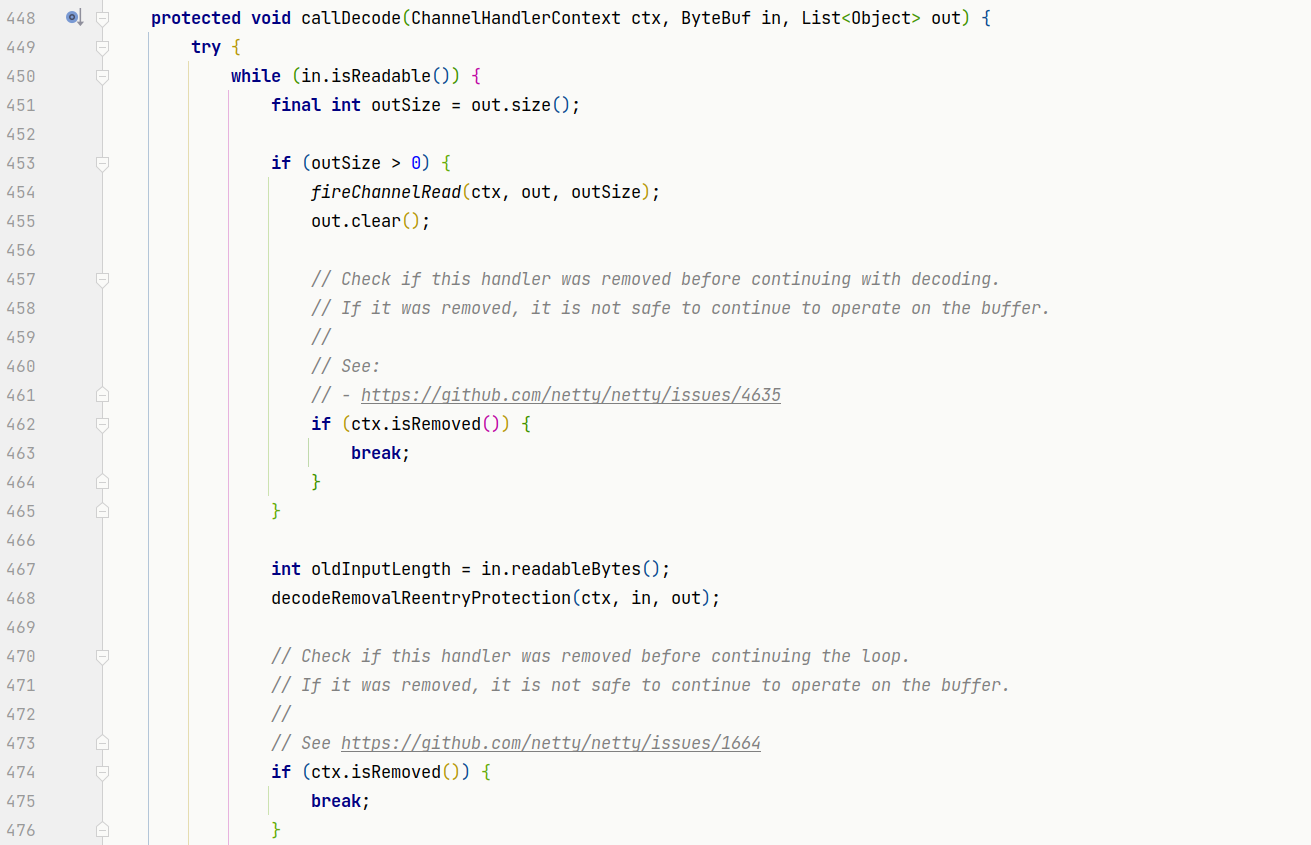 448 protected void callDecode(ChannelHandlerContext ctx, ByteBuf in, List<Object> out) {
449 try {
450 while (in.isReadable()) {
451 final int outSize = out.size();
452
453 if (outSize > 0) {
454 fireChannelRead(ctx, out, outSize);
455 out.clear();
456
457 // Check if this handler was removed before continuing with decoding.
458 // If it was removed, it is not safe to continue to operate on the buffer.
459 //
460 // See:
461 // - https://github.com/netty/netty/issues/4635
462 if (ctx.isRemoved()) {
463 break;
464 }
465 }
466
467 int oldInputLength = in.readableBytes();
468 decodeRemovalReentryProtection(ctx, in, out);
469
470 // Check if this handler was removed before continuing the loop.
471 // If it was removed, it is not safe to continue to operate on the buffer.
472 //
473 // See https://github.com/netty/netty/issues/1664
474 if (ctx.isRemoved()) {
475 break;
476 }